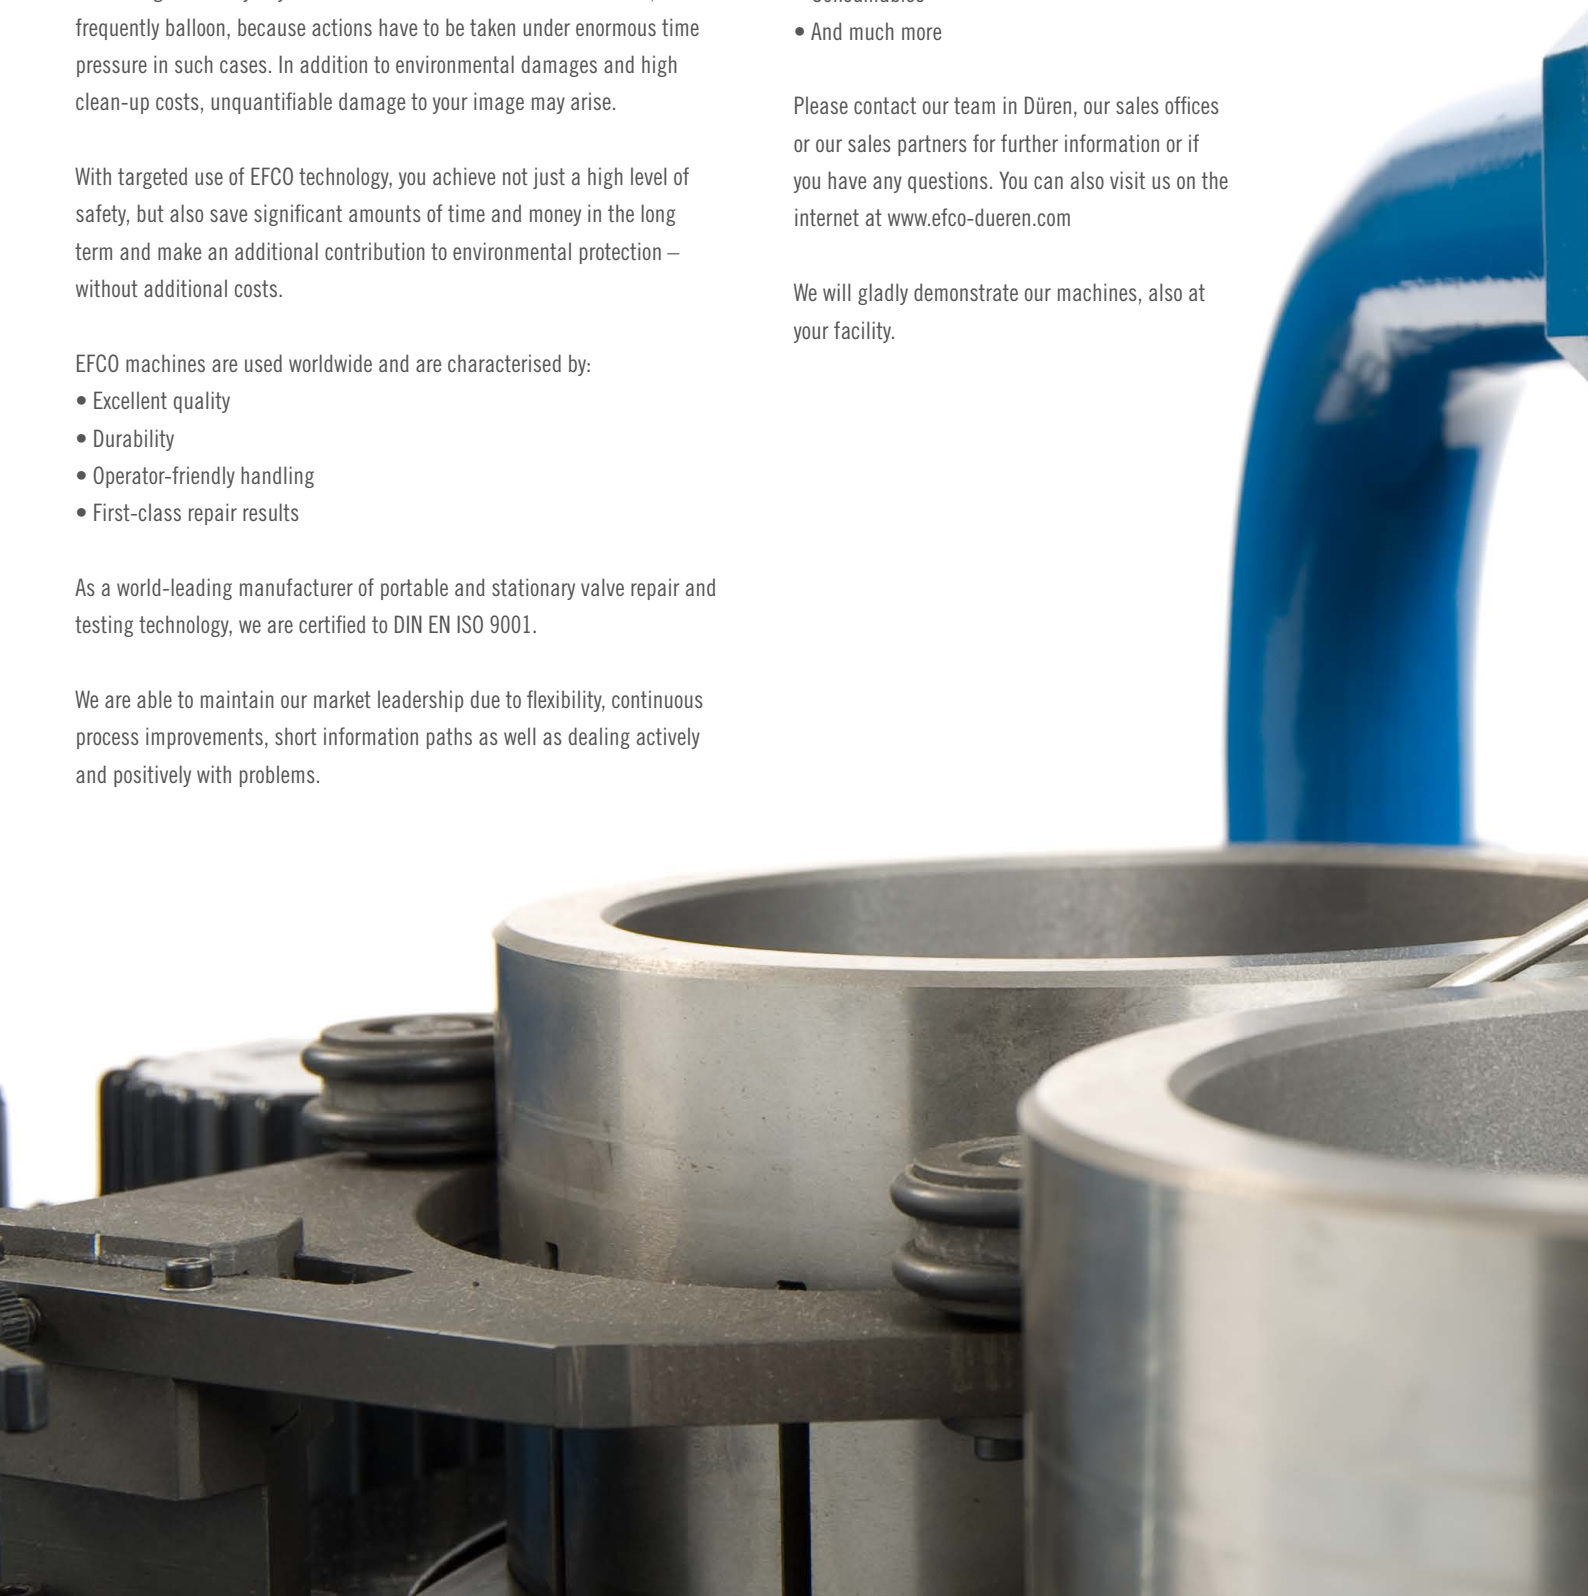 frequently balloon, because actions have to be taken under enormous time
pressure in such cases. In addition to environmental damages and high
clean-up costs, unquantifiable damage to your image may arise.
With targeted use of EFCO technology, you achieve not just a high level of
safety, but also save significant amounts of time and money in the long
term and make an additional contribution to environmental protection –
without additional costs.
EFCO machines are used worldwide and are characterised by:
• Excellent quality
• Durability
• Operator-friendly handling
• First-class repair results
As a world-leading manufacturer of portable and stationary valve repair and
testing technology, we are certified to DIN EN ISO 9001.
We are able to maintain our market leadership due to flexibility, continuous
process improvements, short information paths as well as dealing actively
and positively with problems.
• And much more
Please contact our team in Düren, our sales offices
or our sales partners for further information or if
you have any questions. You can also visit us on the
internet at www.efco-dueren.com
We will gladly demonstrate our machines, also at
your facility.